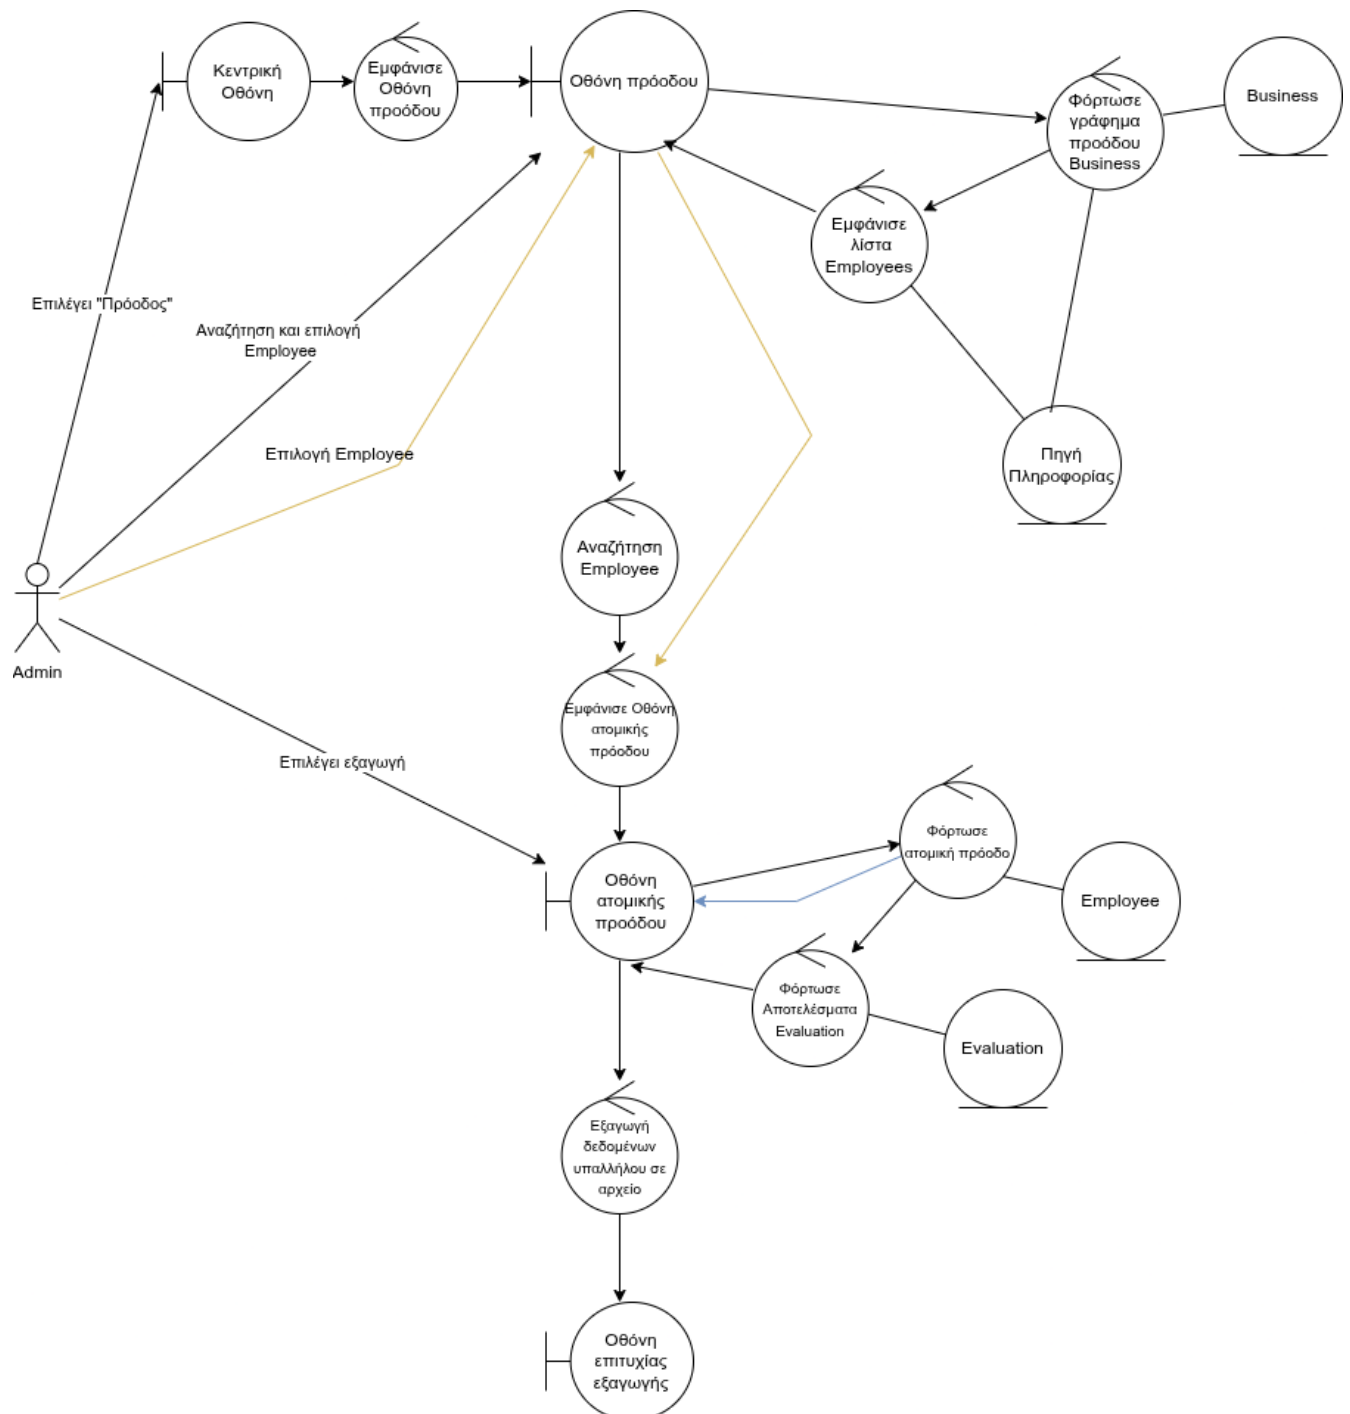 Κεντρική
Οθόνη
Εμφάνισε
Οθόνη
προόδου
Οθόνη πρόοδου
Φόρτωσε
γράφημα
προόδου
Business
Business
Εμφάνισε
λίστα
Employees
Επιλέγει "Πρόοδος"
Αναζήτηση και επιλογή
Employee
Επιλογή Employee
Πηγή
Πληροφορίας
Αναζήτηση
Employee
Admin
Εμφάνισε Οθόνη
ατομικής
πρόοδου
Επιλέγει εξαγωγή
Φόρτωσε
ατομική πρόοδο
Οθόνη
ατομικής
προόδου
Employee
Φόρτωσε
Αποτελέσματα
Evaluation
Evaluation
Εξαγωγή
δεδομένων
υπαλλήλου σε
αρχείο
Οθόνη
επιτυχίας
εξαγωγής